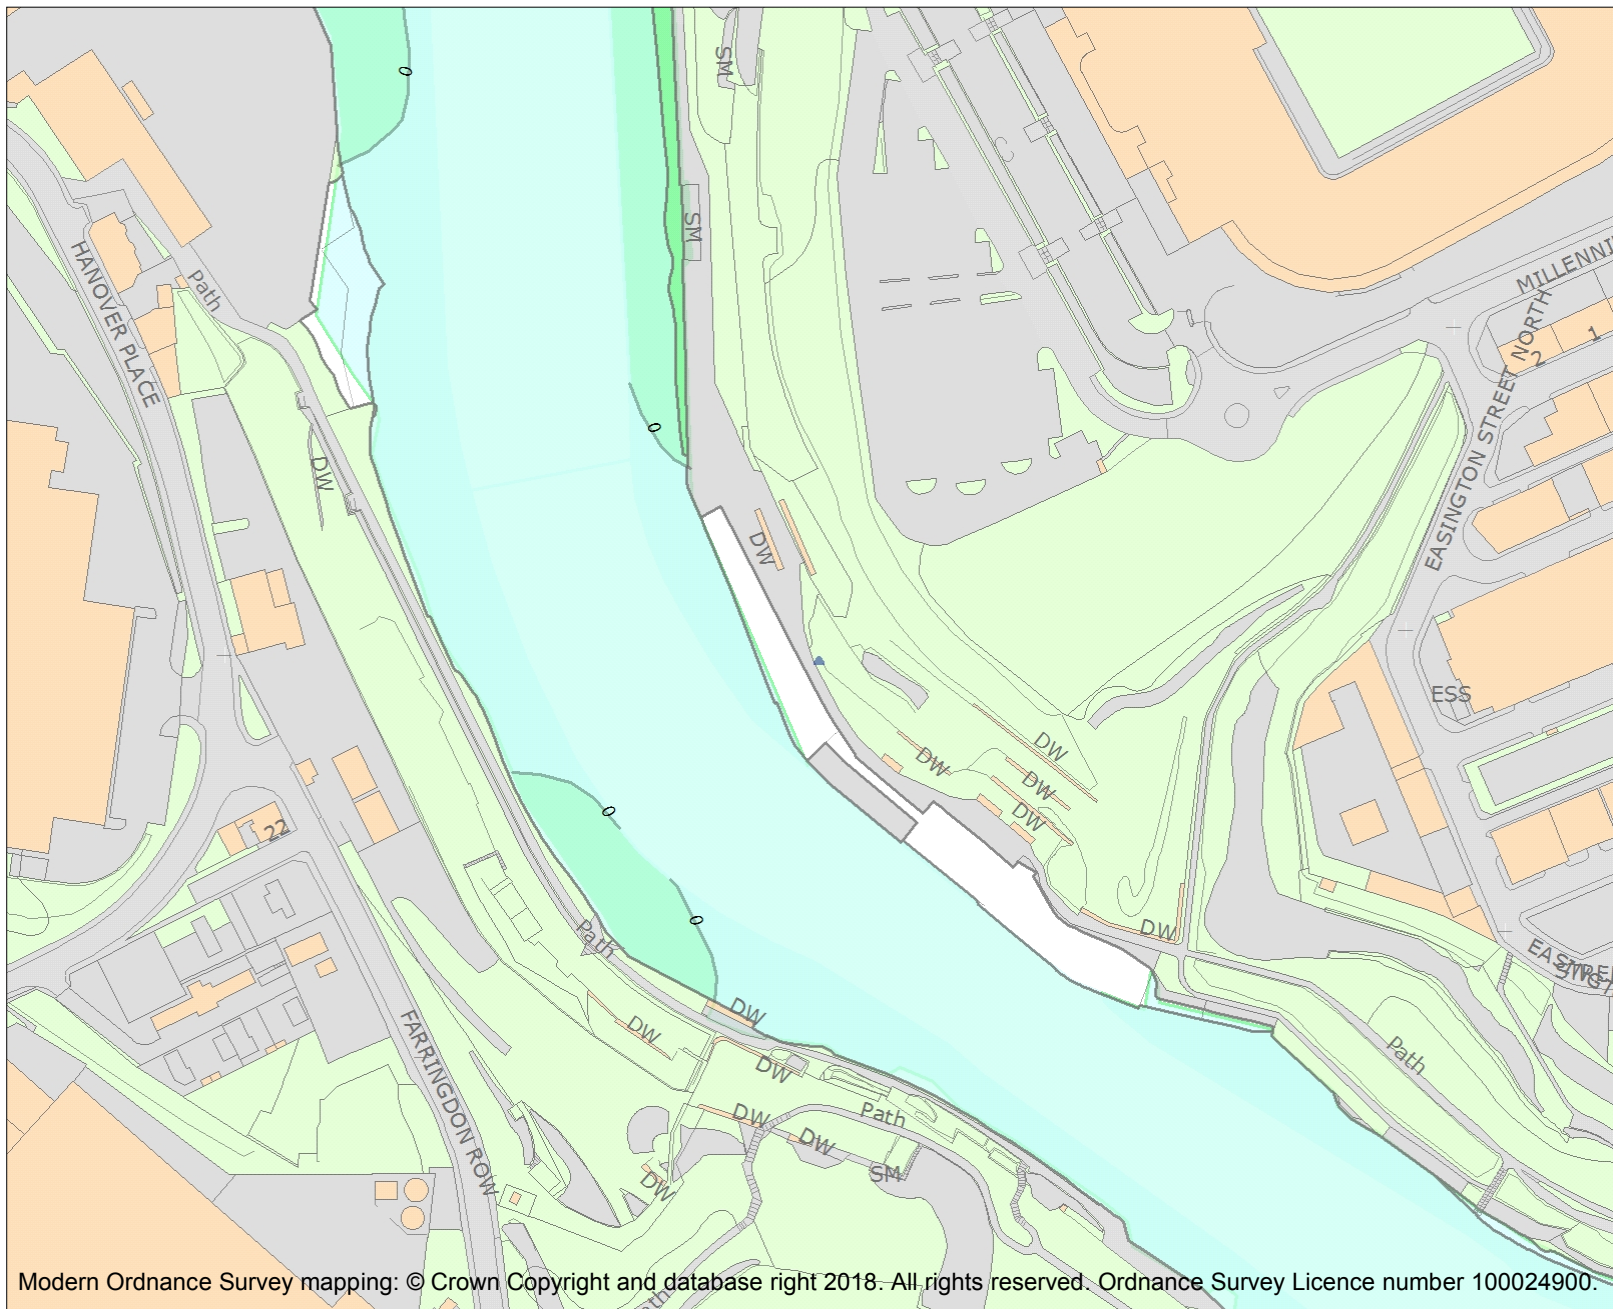 SM
0
SM
HANOVER PLACE
Path
MILLENNI
1
2
EASINGTON STREET NORTH
0
DW
DW
ESS
DW
DW
DW
DW
0
22
0
DW
Path
DW
DW
DW
FARRINGDON ROW
Path
DW
Path
DW
SM
DW
Path
Modern Ordnance Survey mapping: © Crown Copyright and database right 2018. All rights reserved. Ordnance Survey Licence number 100024900.